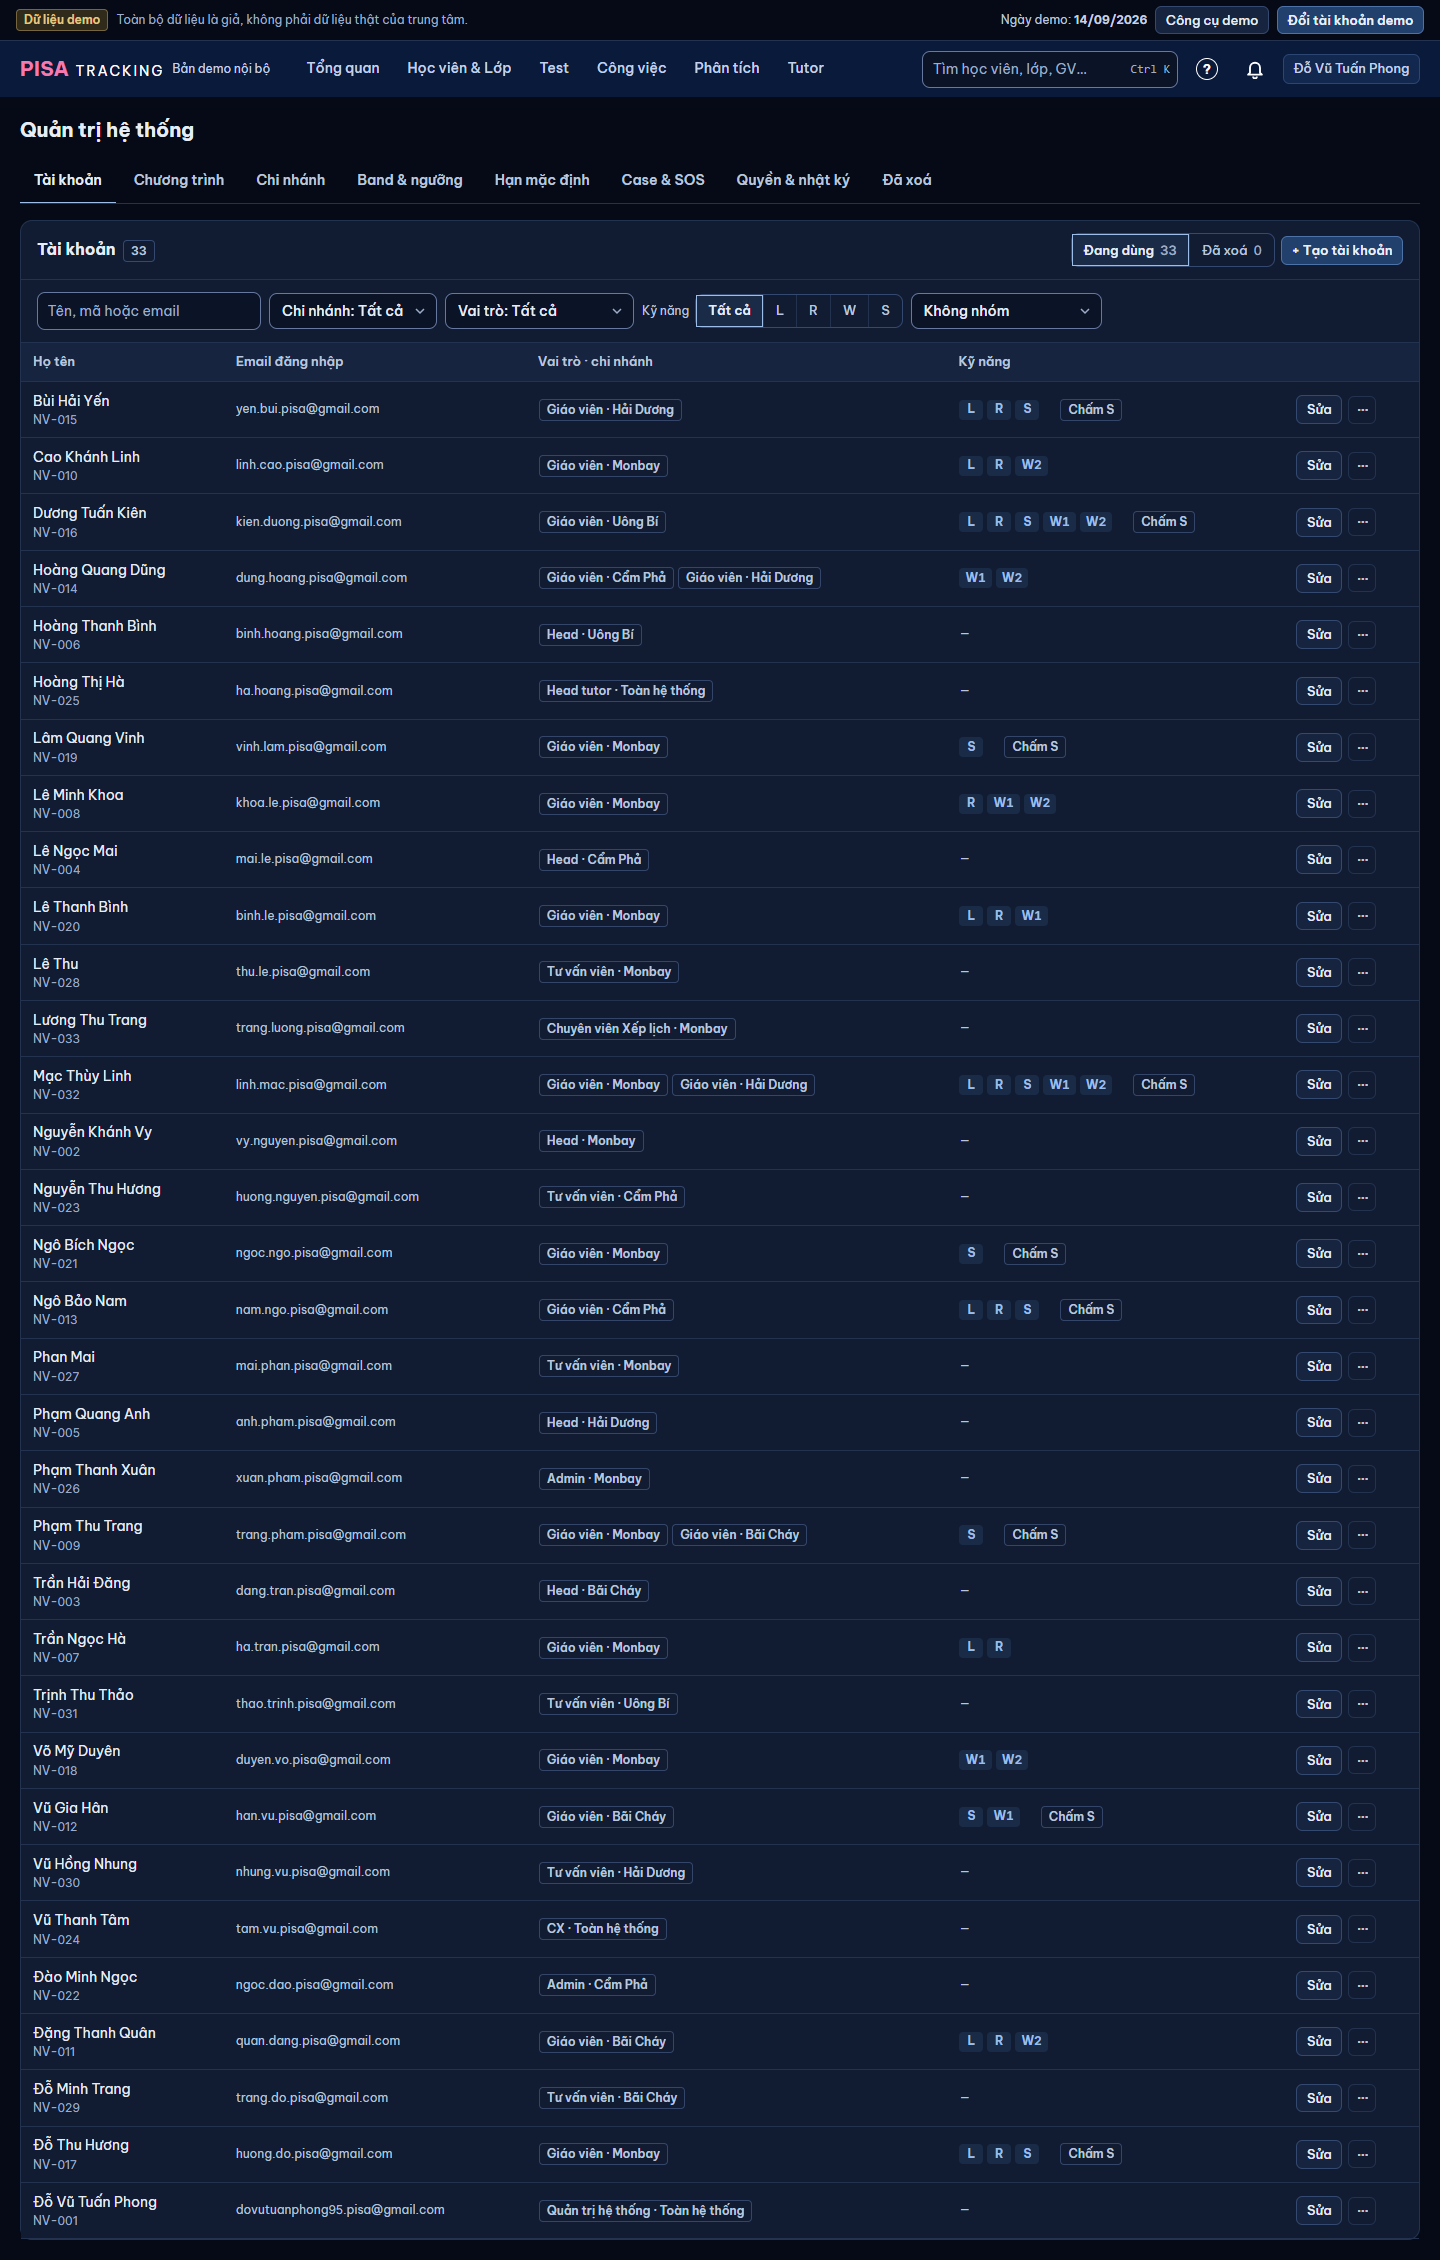 Dữ liệu demo Toàn bộ dữ liệu là giả, không phải dữ liệu thật của trung tâm. Ngày demo: 14/09/2026 Công cụ demo Đổi tài khoản demo
PISA TRACKING Bản demo nội bộ Tổng quan Học viên & Lớp Test Công việc Phân tích Tutor Tìm học viên, lớp, GV... Ctrl K ? Đỗ Vũ Tuấn Phong
Quản trị hệ thống
Tài khoản Chương trình Chi nhánh Band & ngưỡng Hạn mặc định Case & SOS Quyền & nhật ký Đã xoá
Tài khoản 33 Đang dùng 33 Đã xoá 0 + Tạo tài khoản
Tên, mã hoặc email Chi nhánh: Tất cả Vai trò: Tất cả Kỹ năng Tất cả L R W S Không nhóm
Họ tên Email đăng nhập Vai trò · chi nhánh Kỹ năng
Bùi Hải Yến yen.bui.pisa@gmail.com Giáo viên · Hải Dương L R S Chấm S Sửa ···
NV-015
Cao Khánh Linh linh.cao.pisa@gmail.com Giáo viên · Monbay L R W2 Sửa ···
NV-010
Dương Tuấn Kiên kien.duong.pisa@gmail.com Giáo viên · Uông Bí L R S W1 W2 Chấm S Sửa ···
NV-016
Hoàng Quang Dũng dung.hoang.pisa@gmail.com Giáo viên · Cẩm Phả Giáo viên · Hải Dương W1 W2 Sửa ···
NV-014
Hoàng Thanh Bình binh.hoang.pisa@gmail.com Head · Uông Bí – Sửa ···
NV-006
Hoàng Thị Hà ha.hoang.pisa@gmail.com Head tutor · Toàn hệ thống – Sửa ···
NV-025
Lâm Quang Vinh vinh.lam.pisa@gmail.com Giáo viên · Monbay S Chấm S Sửa ···
NV-019
Lê Minh Khoa khoa.le.pisa@gmail.com Giáo viên · Monbay R W1 W2 Sửa ···
NV-008
Lê Ngọc Mai mai.le.pisa@gmail.com Head · Cẩm Phả – Sửa ···
NV-004
Lê Thanh Bình binh.le.pisa@gmail.com Giáo viên · Monbay L R W1 Sửa ···
NV-020
Lê Thu thu.le.pisa@gmail.com Tư vấn viên · Monbay – Sửa ···
NV-028
Lương Thu Trang trang.luong.pisa@gmail.com Chuyên viên Xếp lịch · Monbay – Sửa ···
NV-033
Mạc Thùy Linh linh.mac.pisa@gmail.com Giáo viên · Monbay Giáo viên · Hải Dương L R S W1 W2 Chấm S Sửa ···
NV-032
Nguyễn Khánh Vy vy.nguyen.pisa@gmail.com Head · Monbay – Sửa ···
NV-002
Nguyễn Thu Hương huong.nguyen.pisa@gmail.com Tư vấn viên · Cẩm Phả – Sửa ···
NV-023
Ngô Bích Ngọc ngoc.ngo.pisa@gmail.com Giáo viên · Monbay S Chấm S Sửa ···
NV-021
Ngô Bảo Nam nam.ngo.pisa@gmail.com Giáo viên · Cẩm Phả L R S Chấm S Sửa ···
NV-013
Phan Mai mai.phan.pisa@gmail.com Tư vấn viên · Monbay – Sửa ···
NV-027
Phạm Quang Anh anh.pham.pisa@gmail.com Head · Hải Dương – Sửa ···
NV-005
Phạm Thanh Xuân xuan.pham.pisa@gmail.com Admin · Monbay – Sửa ···
NV-026
Phạm Thu Trang trang.pham.pisa@gmail.com Giáo viên · Monbay Giáo viên · Bãi Cháy S Chấm S Sửa ···
NV-009
Trần Hải Đăng dang.tran.pisa@gmail.com Head · Bãi Cháy – Sửa ···
NV-003
Trần Ngọc Hà ha.tran.pisa@gmail.com Giáo viên · Monbay L R Sửa ···
NV-007
Trịnh Thu Thảo thao.trinh.pisa@gmail.com Tư vấn viên · Uông Bí – Sửa ···
NV-031
Võ Mỹ Duyên duyen.vo.pisa@gmail.com Giáo viên · Monbay W1 W2 Sửa ···
NV-018
Vũ Gia Hân han.vu.pisa@gmail.com Giáo viên · Bãi Cháy S W1 Chấm S Sửa ···
NV-012
Vũ Hồng Nhung nhung.vu.pisa@gmail.com Tư vấn viên · Hải Dương – Sửa ···
NV-030
Vũ Thanh Tâm tam.vu.pisa@gmail.com CX · Toàn hệ thống – Sửa ···
NV-024
Đào Minh Ngọc ngoc.dao.pisa@gmail.com Admin · Cẩm Phả – Sửa ···
NV-022
Đặng Thanh Quân quan.dang.pisa@gmail.com Giáo viên · Bãi Cháy L R W2 Sửa ···
NV-011
Đỗ Minh Trang trang.do.pisa@gmail.com Tư vấn viên · Bãi Cháy – Sửa ···
NV-029
Đỗ Thu Hương huong.do.pisa@gmail.com Giáo viên · Monbay L R S Chấm S Sửa ···
NV-017
Đỗ Vũ Tuấn Phong dovutuanphong95.pisa@gmail.com Quản trị hệ thống · Toàn hệ thống – Sửa ···
NV-001